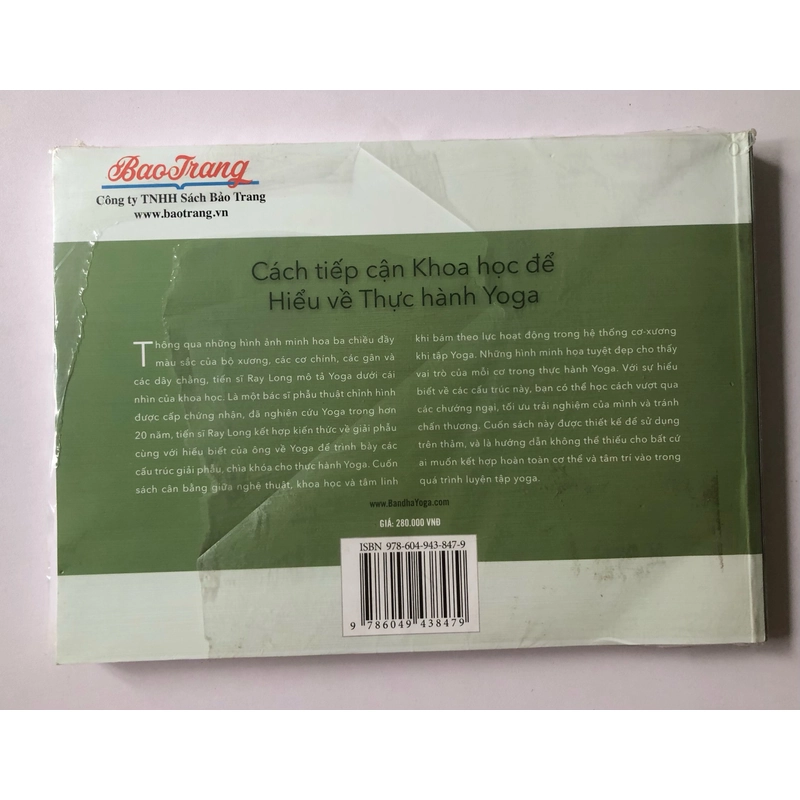 Bao Trang
Công ty TNHH Sách Bảo Trang
www.baotrang.vn
Cách tiếp cận Khoa học để
Hiểu về Thực hành Yoga
Thông qua những hình ảnh minh hoa ba chiều đầy
màu sắc của bộ xương, các cơ chính, các gân và
các dây chằng, tiến sĩ Ray Long mô tả Yoga dưới cái
nhìn của khoa học. Là một bác sĩ phẫu thuật chỉnh hình
được cấp chứng nhận, đã nghiên cứu Yoga trong hơn
20 năm, tiến sĩ Ray Long kết hợp kiến thức về giải phẫu
cùng với hiểu biết của ông về Yoga để trình bày các
cấu trúc giải phẫu, chìa khóa cho thực hành Yoga. Cuốn
sách cân bằng giữa nghệ thuật, khoa học và tâm linh
khi bám theo lực hoạt động trong hệ thống cơ-xương
khi tập Yoga. Những hình minh họa tuyệt đẹp cho thấy
vai trò của mỗi cơ trong thực hành Yoga. Với sự hiểu
biết về các cấu trúc này, bạn có thể học cách vượt qua
các chướng ngại, tối ưu trải nghiệm của mình và tránh
chấn thương. Cuốn sách này được thiết kế để sử dụng
trên thảm, và là hướng dẫn không thể thiếu cho bất cứ
ai muốn kết hợp hoàn toàn cơ thể và tâm trí vào trong
quá trình luyện tập yoga.
www.BandhaYoga.com
GIÁ: 280.000 VNĐ
ISBN 978-604-943-847-9
9 786049 438479